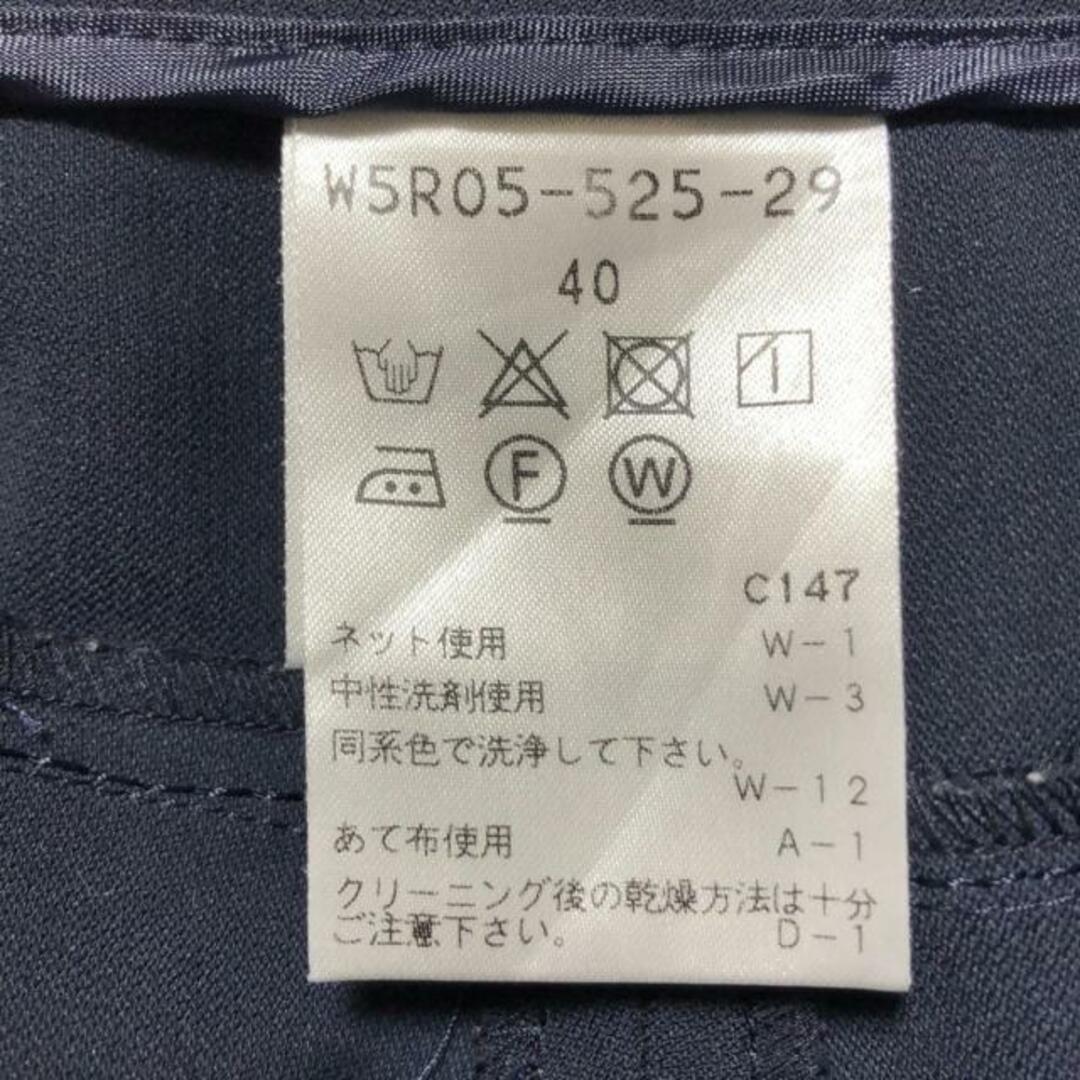 W5R05-525-29
40
F W
C147
ネット使用 W-1
中性洗剤使用 W-3
同系色で洗浄して下さい。
W-12
あて布使用 A-1
クリーニング後の乾燥方法は十分
ご注意下さい。 D-1